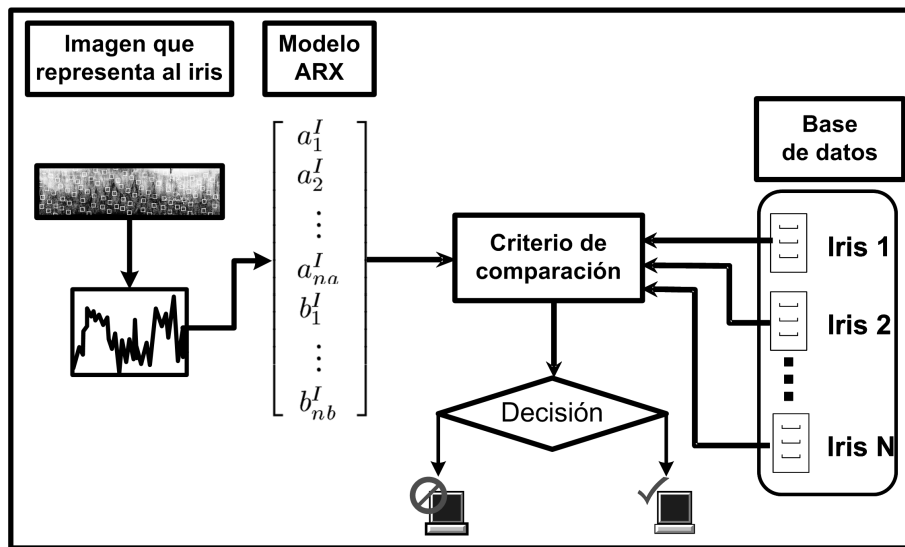 Imagen que
representa al iris
Modelo
ARX
a_1^I
a_2^I
⋮
a_{na}^I
b_1^I
⋮
b_{nb}^I
Criterio de
comparación
Decisión
Base
de datos
Iris 1
Iris 2
Iris N